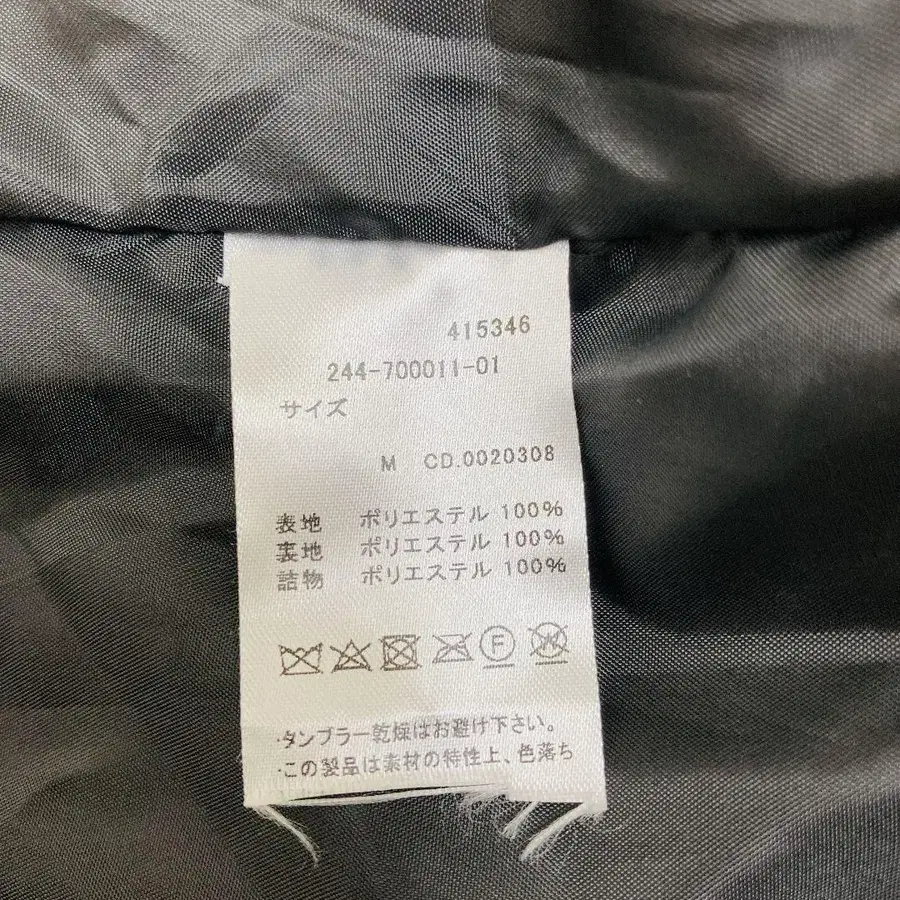 415346
244-700011-01
サイズ
M CD.0020308
表地 ポリエステル 100%
裏地 ポリエステル 100%
詰物 ポリエステル 100%
F
W
・タンブラー乾燥はお避け下さい。
・この製品は素材の特性上、色落ち